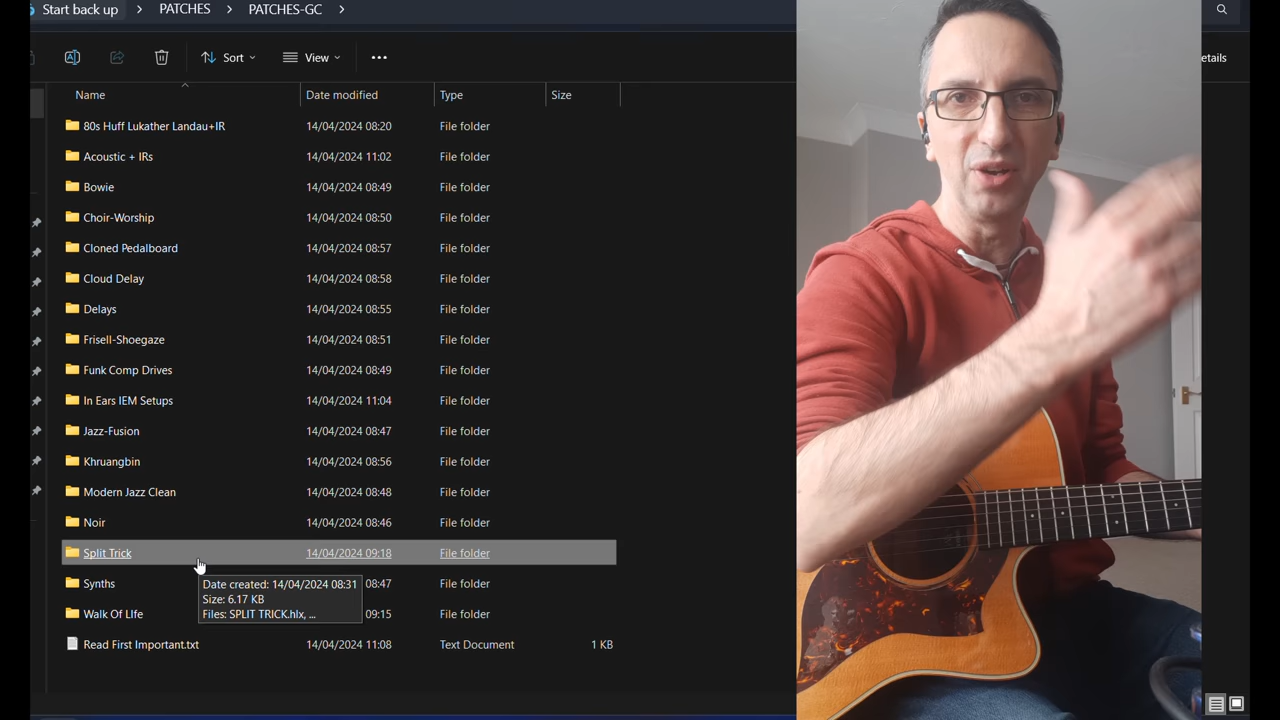 Start back up > PATCHES > PATCHES-GC >
Sort View
etails
Name Date modified Type Size
80s Huff Lukather Landau+IR 14/04/2024 08:20 File folder
Acoustic + IRs 14/04/2024 11:02 File folder
Bowie 14/04/2024 08:49 File folder
Choir-Worship 14/04/2024 08:50 File folder
Cloned Pedalboard 14/04/2024 08:57 File folder
Cloud Delay 14/04/2024 08:58 File folder
Delays 14/04/2024 08:55 File folder
Frisell-Shoegaze 14/04/2024 08:51 File folder
Funk Comp Drives 14/04/2024 08:49 File folder
In Ears IEM Setups 14/04/2024 11:04 File folder
Jazz-Fusion 14/04/2024 08:47 File folder
Khruangbin 14/04/2024 08:56 File folder
Modern Jazz Clean 14/04/2024 08:48 File folder
Noir 14/04/2024 08:46 File folder
Split Trick 14/04/2024 09:18 File folder
Synths 08:47 File folder
Date created: 14/04/2024 08:31
Size: 6.17 KB
Files: SPLIT TRICK.hlx, ...
Walk Of LIfe 09:15 File folder
Read First Important.txt 14/04/2024 11:08 Text Document 1 KB